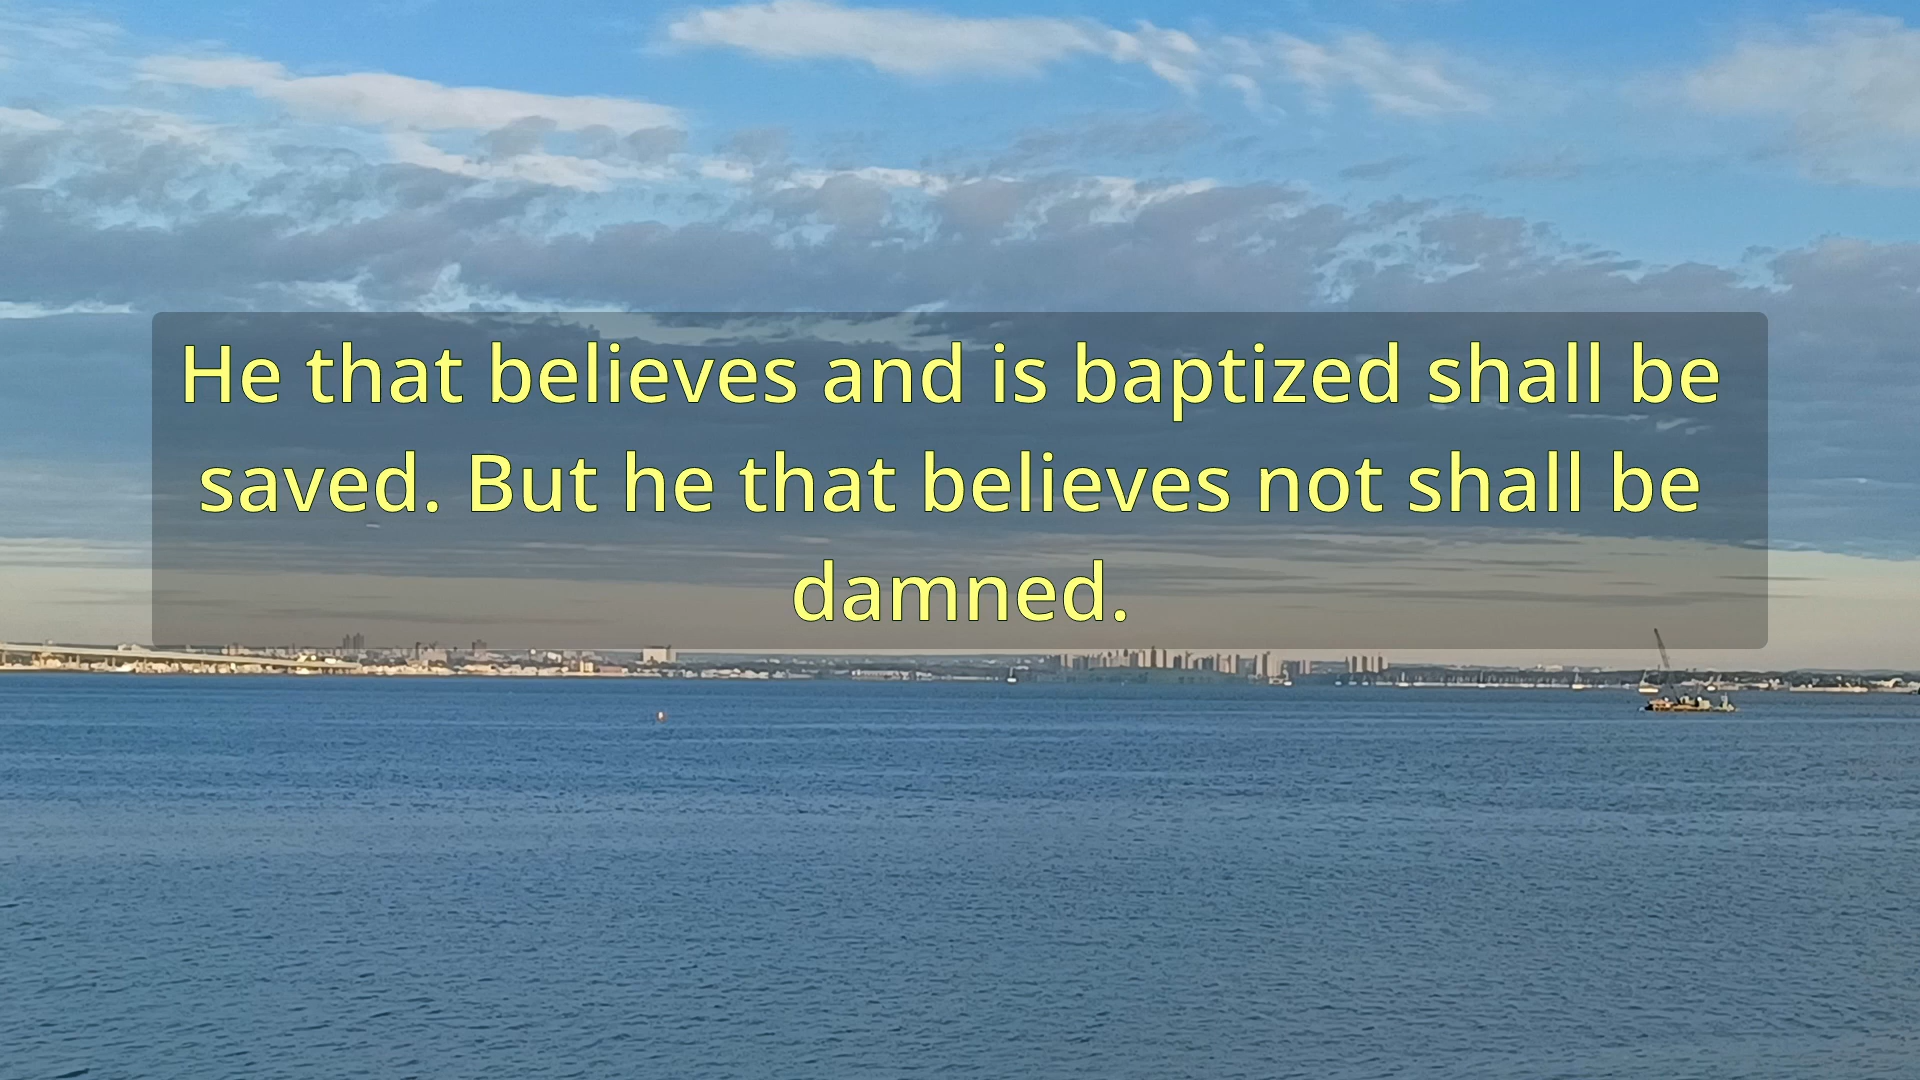 He that believes and is baptized shall be
saved. But he that believes not shall be
damned.